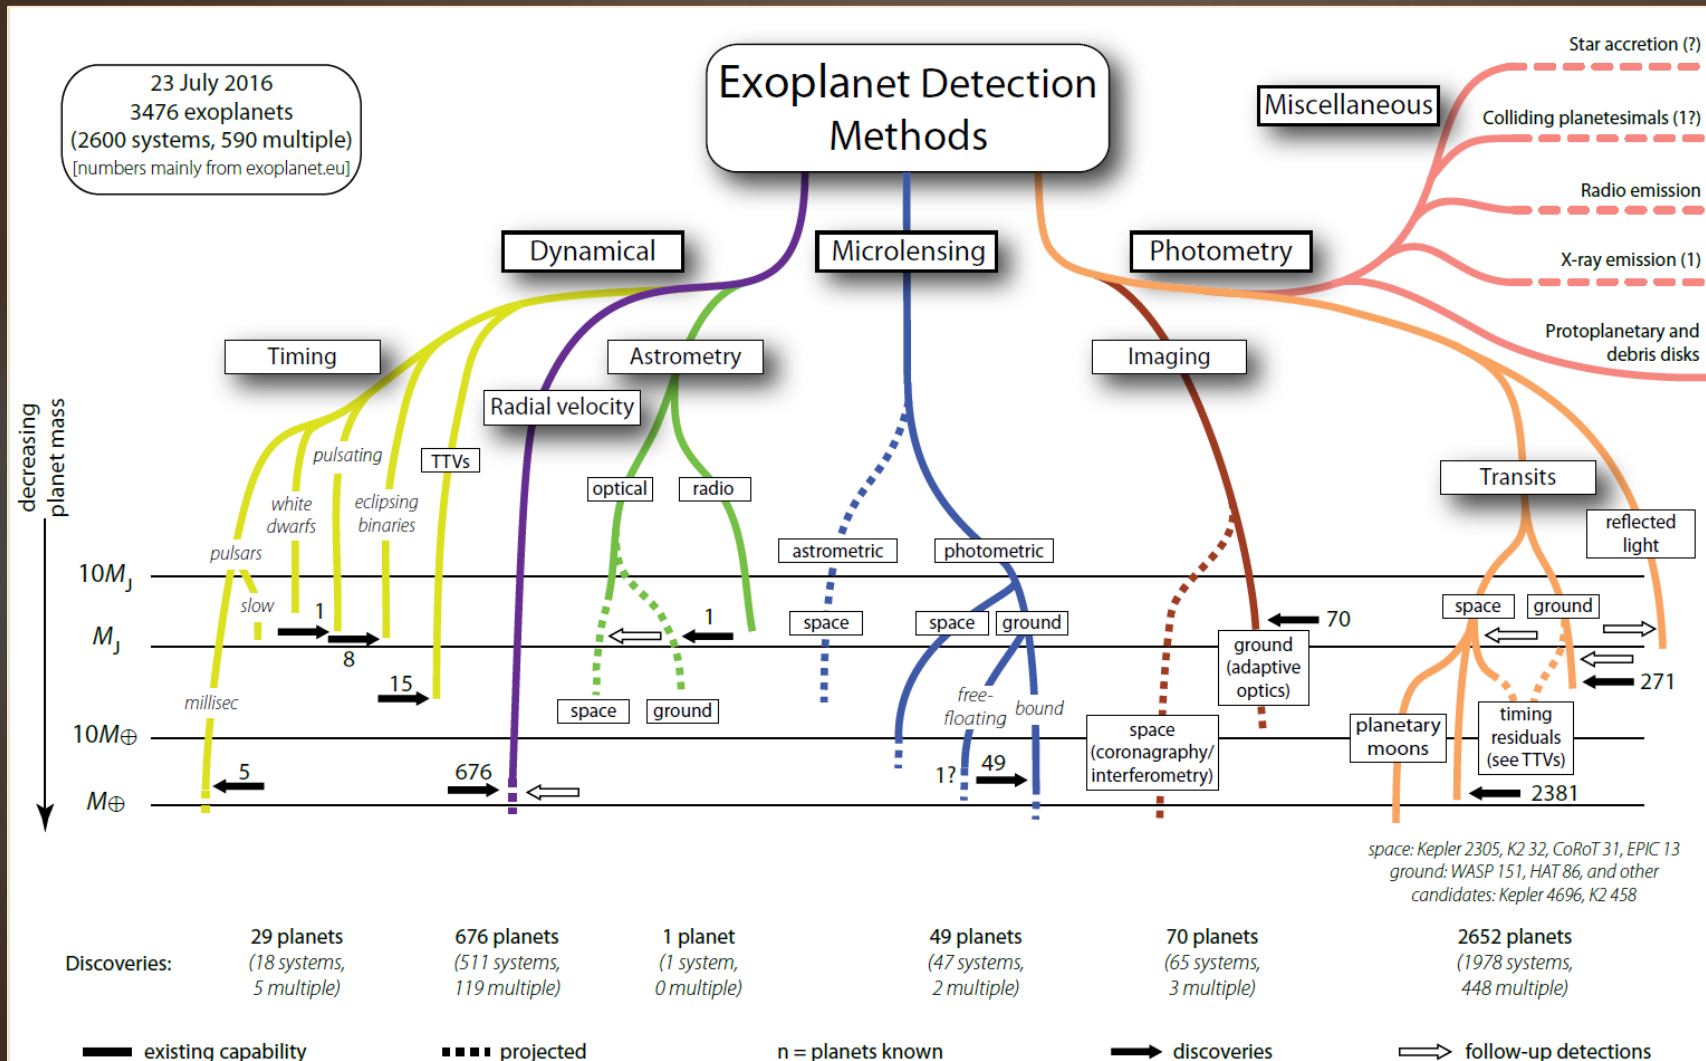 23 July 2016
3476 exoplanets
(2600 systems, 590 multiple)
[numbers mainly from exoplanet.eu]
Exoplanet Detection
Methods
Miscellaneous
Star accretion (?)
Colliding planetesimals (1?)
Radio emission
X-ray emission (1)
Protoplanetary and
debris disks
Dynamical
Microlensing
Photometry
Timing
Astrometry
Imaging
Radial velocity
decreasing
planet mass
pulsating
TTVs
white
dwarfs
eclipsing
binaries
optical
radio
Transits
reflected
light
pulsars
slow
astrometric
photometric
10MJ
1
8
1
space
space
ground
70
space
ground
MJ
ground
(adaptive
optics)
271
15
millisec
space
ground
free-
floating
bound
planetary
moons
timing
residuals
(see TTVs)
10M⊕
space
(coronagraphy/
interferometry)
5
676
1?
49
2381
M⊕
space: Kepler 2305, K2 32, CoRoT 31, EPIC 13
ground: WASP 151, HAT 86, and other
candidates: Kepler 4696, K2 458
Discoveries:
29 planets
(18 systems,
5 multiple)
676 planets
(511 systems,
119 multiple)
1 planet
(1 system,
0 multiple)
49 planets
(47 systems,
2 multiple)
70 planets
(65 systems,
3 multiple)
2652 planets
(1978 systems,
448 multiple)
existing capability
projected
n = planets known
discoveries
follow-up detections